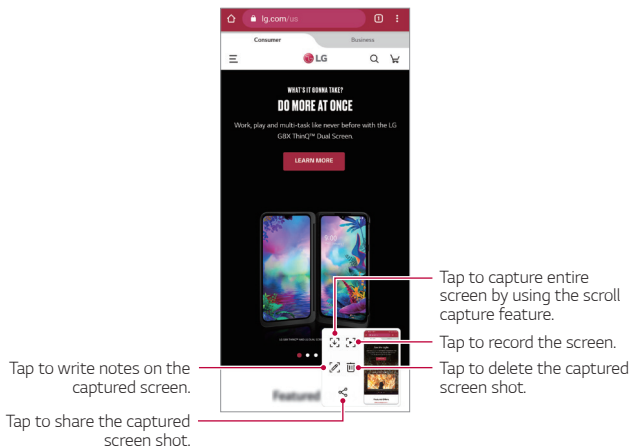 lg.com/us
Consumer
Business
LG
WHAT'S IT GONNA TAKE?
DO MORE AT ONCE
Work, play and multi-task like never before with the LG
G8X ThinQ™ Dual Screen.
LEARN MORE
8:00
Tap to capture entire
screen by using the scroll
capture feature.
Tap to record the screen.
Tap to delete the captured
screen shot.
Tap to write notes on the
captured screen.
Tap to share the captured
screen shot.
Featured